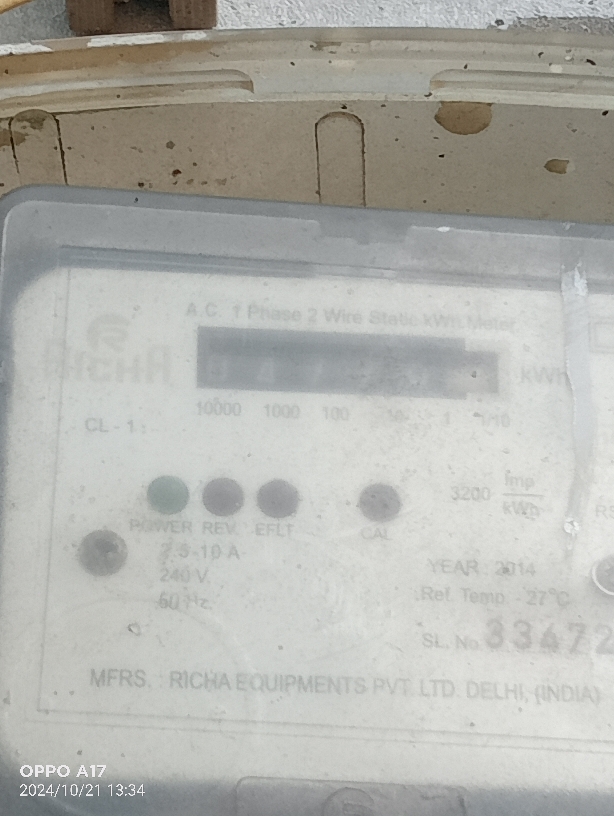 A.C. 1 Phase 2 Wire Static kWh Meter
RICHA
kWh
10000 1000 100 10 1 1/10
CL - 1
3200 imp/kWh
POWER REV. EFLT CAL
2.5-10 A
240 V.
50 Hz.
YEAR : 2014
Ref. Temp. - 27°C
SL. No. 33472
MFRS. : RICHA EQUIPMENTS PVT. LTD. DELHI, (INDIA)
OPPO A17
2024/10/21 13:34